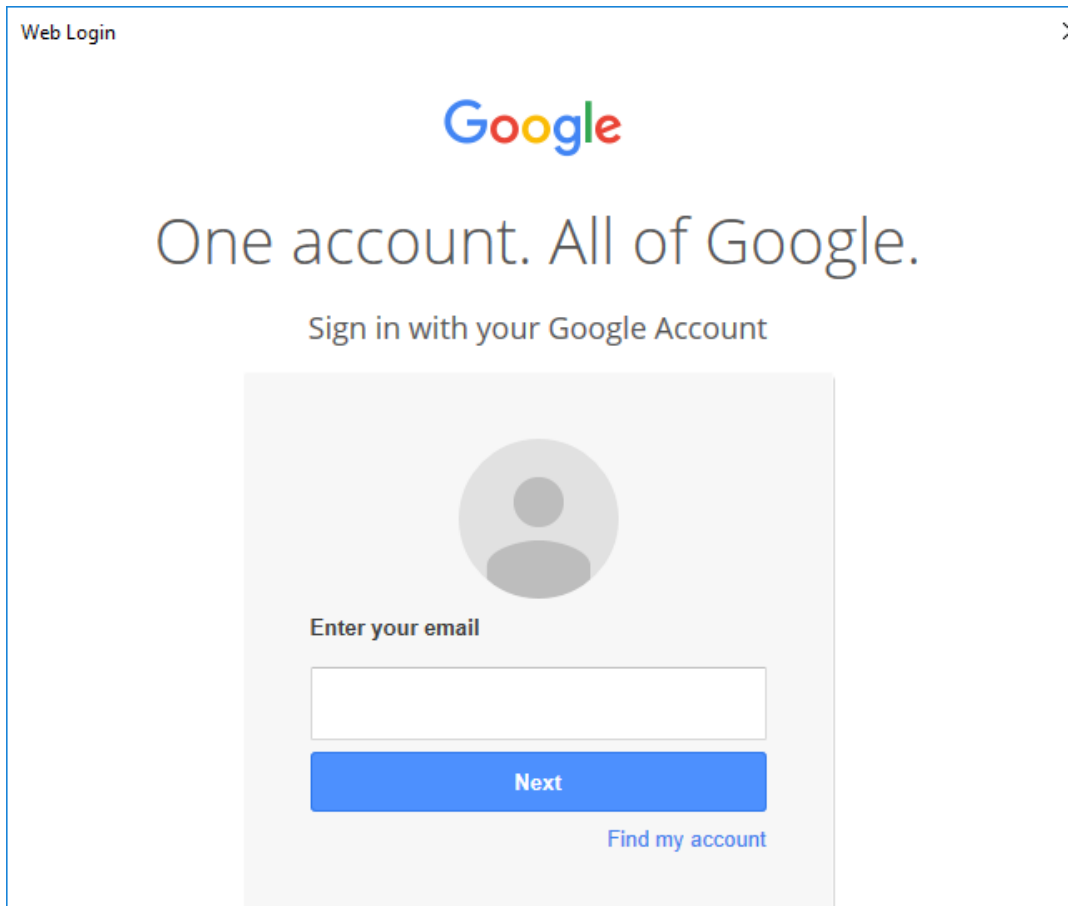 Web Login
Google
One account. All of Google.
Sign in with your Google Account
Enter your email
Next
Find my account